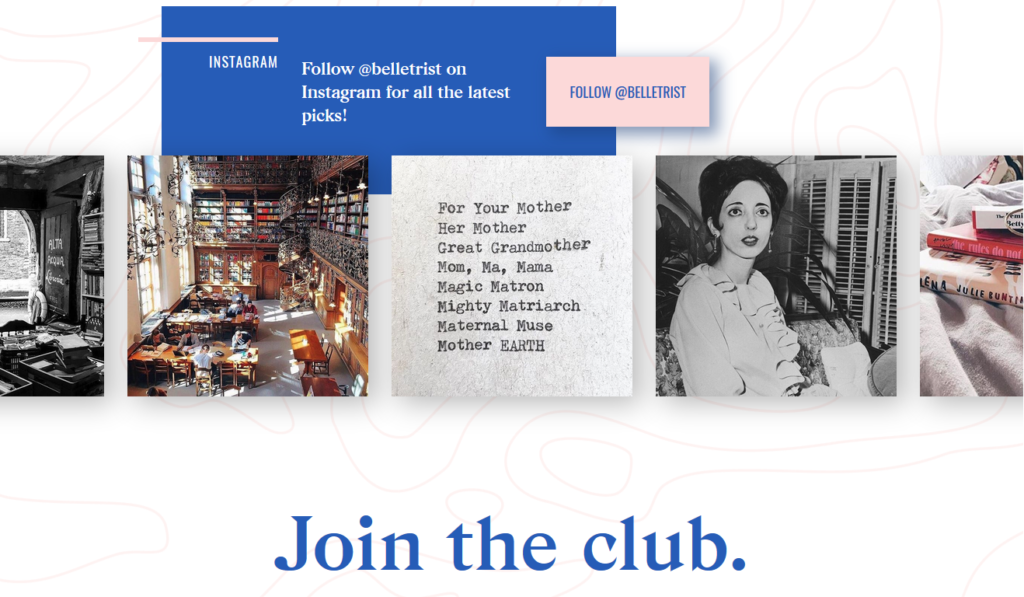 INSTAGRAM
Follow @belletrist on
Instagram for all the latest
picks!
FOLLOW @BELLETRIST
ALTA
ACQUA
For Your Mother
Her Mother
Great Grandmother
Mom, Ma, Mama
Magic Matron
Mighty Matriarch
Maternal Muse
Mother EARTH
the rules do not
JULIE BUNTIN
Join the club.